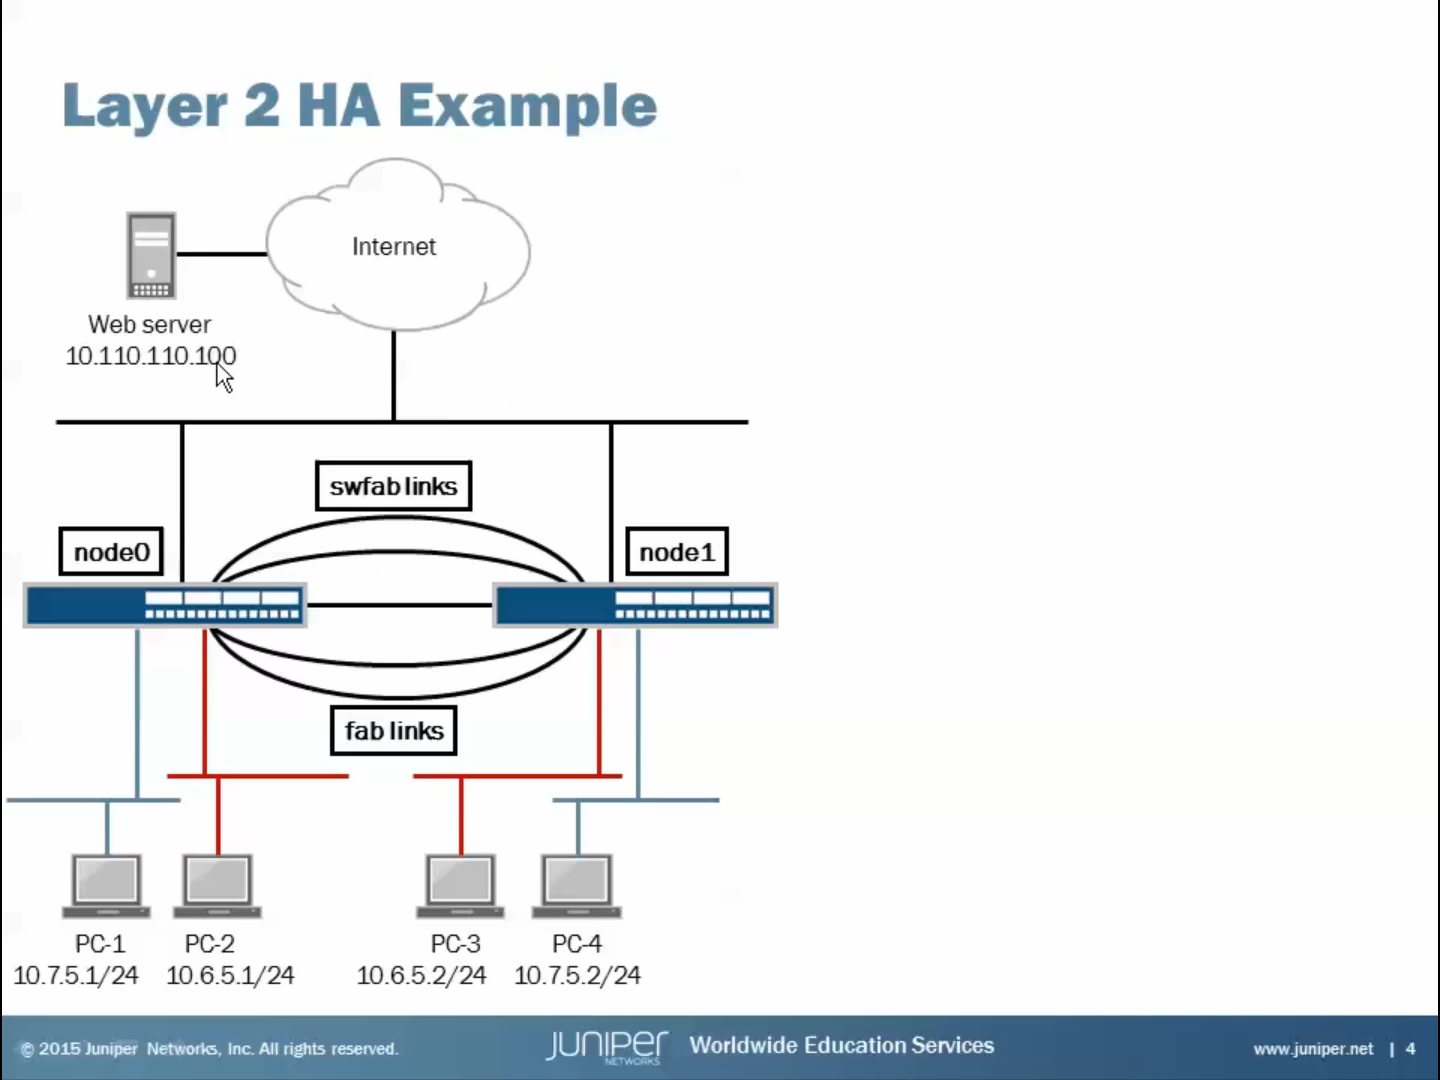 Layer 2 HA Example
Internet
Web server
10.110.110.100
swfab links
node0
node1
fab links
PC-1
10.7.5.1/24
PC-2
10.6.5.1/24
PC-3
10.6.5.2/24
PC-4
10.7.5.2/24
© 2015 Juniper Networks, Inc. All rights reserved.
JUNIPER
NETWORKS
Worldwide Education Services
www.juniper.net | 4